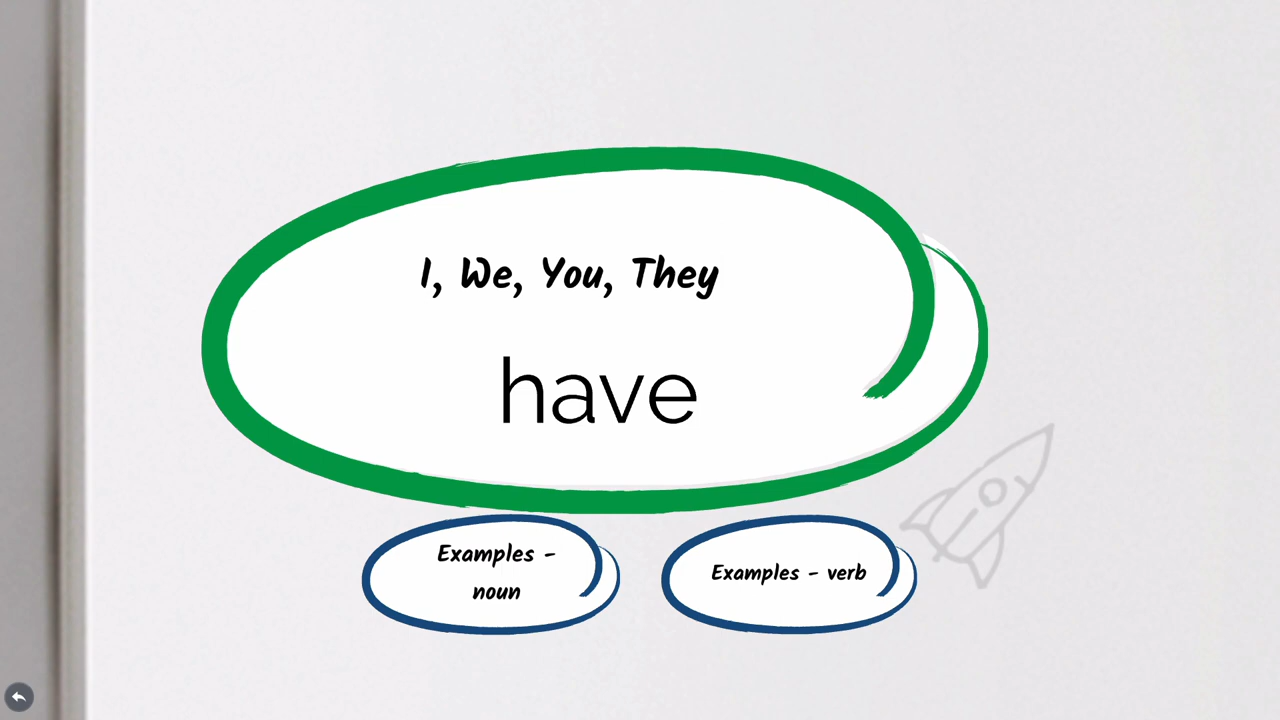 I, We, You, They
have
Examples -
noun
Examples - verb